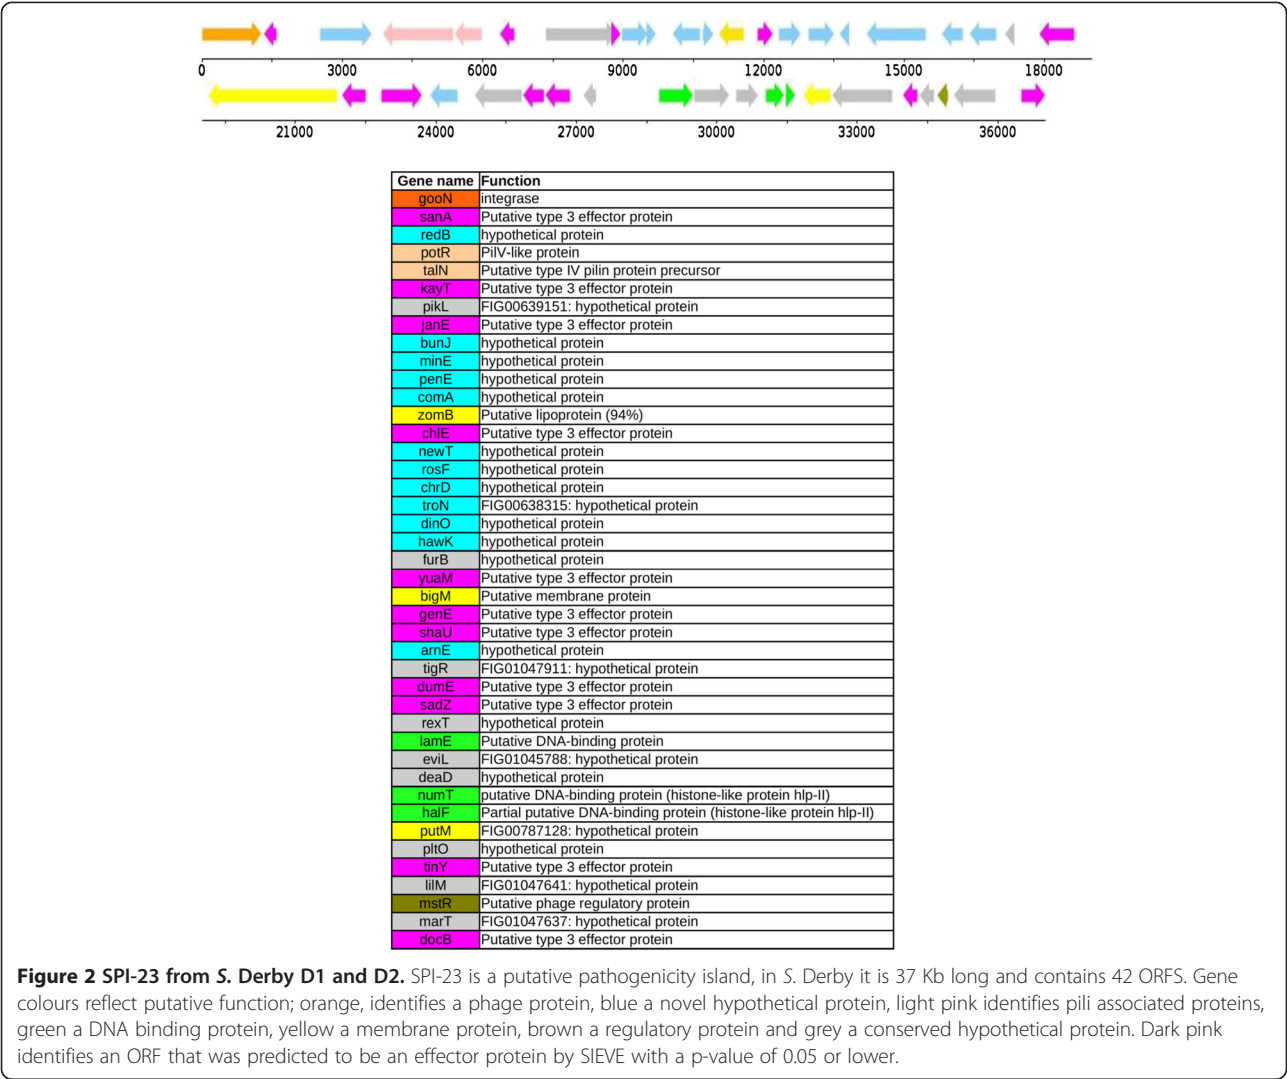 0 3000 6000 9000 12000 15000 18000
21000 24000 27000 30000 33000 36000
Gene name Function
gooN integrase
sanA Putative type 3 effector protein
redB hypothetical protein
potR PilV-like protein
talN Putative type IV pilin protein precursor
kayT Putative type 3 effector protein
pikL FIG00639151: hypothetical protein
janE Putative type 3 effector protein
bunJ hypothetical protein
minE hypothetical protein
penE hypothetical protein
comA hypothetical protein
zomB Putative lipoprotein (94%)
chlE Putative type 3 effector protein
newT hypothetical protein
rosF hypothetical protein
chrD hypothetical protein
troN FIG00638315: hypothetical protein
dinO hypothetical protein
hawK hypothetical protein
furB hypothetical protein
yuaM Putative type 3 effector protein
bigM Putative membrane protein
genE Putative type 3 effector protein
shaU Putative type 3 effector protein
arnE hypothetical protein
tigR FIG01047911: hypothetical protein
dumE Putative type 3 effector protein
sadZ Putative type 3 effector protein
rexT hypothetical protein
lamE Putative DNA-binding protein
eviL FIG01045788: hypothetical protein
deaD hypothetical protein
numT putative DNA-binding protein (histone-like protein hlp-II)
halF Partial putative DNA-binding protein (histone-like protein hlp-II)
putM FIG00787128: hypothetical protein
pltO hypothetical protein
tinY Putative type 3 effector protein
lilM FIG01047641: hypothetical protein
mstR Putative phage regulatory protein
marT FIG01047637: hypothetical protein
docB Putative type 3 effector protein
Figure 2 SPI-23 from S. Derby D1 and D2. SPI-23 is a putative pathogenicity island, in S. Derby it is 37 Kb long and contains 42 ORFS. Gene
colours reflect putative function; orange, identifies a phage protein, blue a novel hypothetical protein, light pink identifies pili associated proteins,
green a DNA binding protein, yellow a membrane protein, brown a regulatory protein and grey a conserved hypothetical protein. Dark pink
identifies an ORF that was predicted to be an effector protein by SIEVE with a p-value of 0.05 or lower.